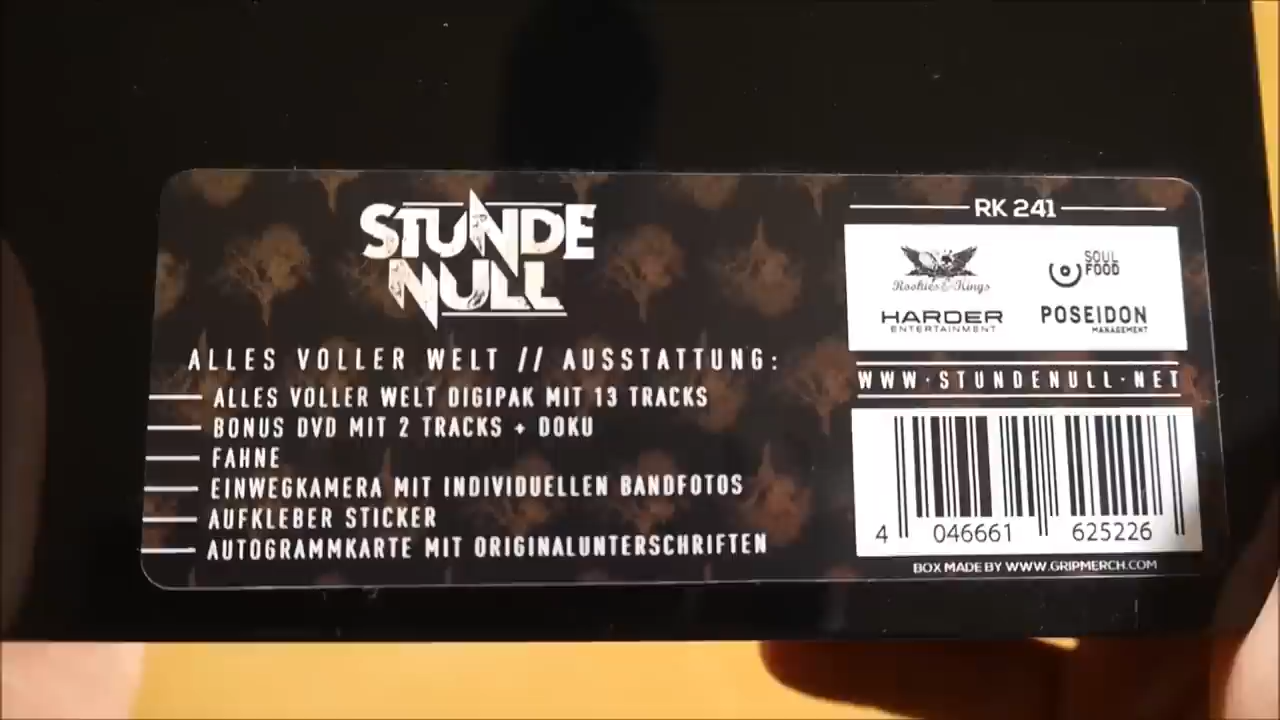 STUNDE
NULL
ALLES VOLLER WELT // AUSSTATTUNG:
ALLES VOLLER WELT DIGIPAK MIT 13 TRACKS
BONUS DVD MIT 2 TRACKS + DOKU
FAHNE
EINWEGKAMERA MIT INDIVIDUELLEN BANDFOTOS
AUFKLEBER STICKER
AUTOGRAMMKARTE MIT ORIGINALUNTERSCHRIFTEN
RK 241
Rookies & Kings
SOUL
FOOD
HARDER
ENTERTAINMENT
POSEIDON
MANAGEMENT
WWW·STUNDENULL·NET
4 046661 625226
BOX MADE BY WWW.GRIPMERCH.COM